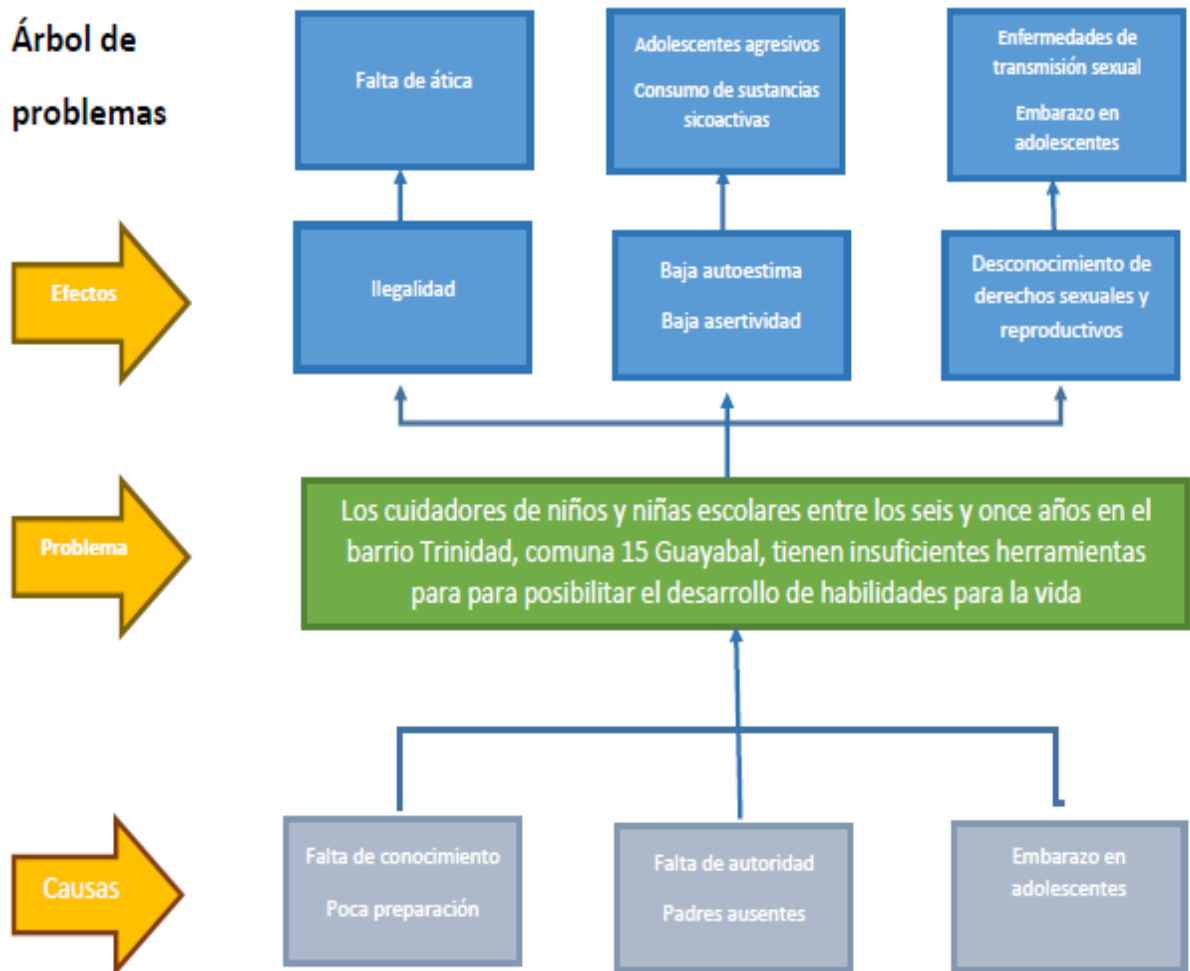 Árbol de
problemas
Falta de ática
Adolescentes agresivos
Consumo de sustancias
sicoactivas
Enfermedades de
transmisión sexual
Embarazo en
adolescentes
Efectos
Ilegalidad
Baja autoestima
Baja asertividad
Desconocimiento de
derechos sexuales y
reproductivos
Problema
Los cuidadores de niños y niñas escolares entre los seis y once años en el
barrio Trinidad, comuna 15 Guayabal, tienen insuficientes herramientas
para para posibilitar el desarrollo de habilidades para la vida
Causas
Falta de conocimiento
Poca preparación
Falta de autoridad
Padres ausentes
Embarazo en
adolescentes